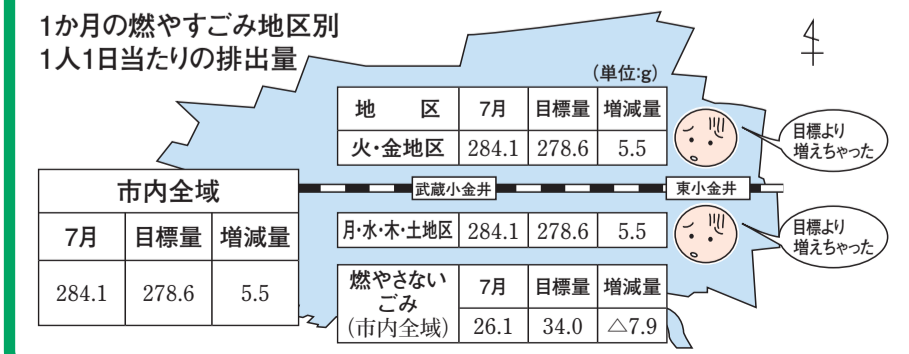 1か月の燃やすごみ地区別
1人1日当たりの排出量
(単位:g)
地 区 7月 目標量 増減量
火・金地区 284.1 278.6 5.5
目標より
増えちゃった
武蔵小金井 東小金井
市内全域
7月 目標量 増減量
284.1 278.6 5.5
月・水・木・土地区 284.1 278.6 5.5
目標より
増えちゃった
燃やさない
ごみ
(市内全域)
7月 目標量 増減量
26.1 34.0 △7.9